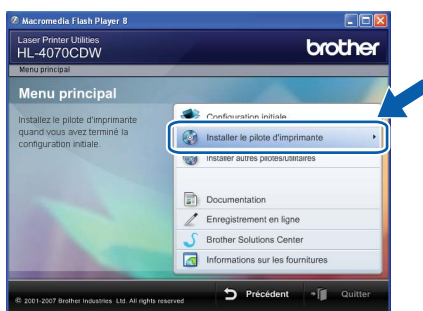 Macromedia Flash Player 8
Laser Printer Utilities
HL-4070CDW
brother
Menu principal
Menu principal
Installez le pilote d'imprimante
quand vous avez terminé la
configuration initiale.
Configuration initiale
Installer le pilote d'imprimante
Installer autres pilotes/utilitaires
Documentation
Enregistrement en ligne
Brother Solutions Center
Informations sur les fournitures
© 2001-2007 Brother Industries Ltd. All rights reserved
Précédent
Quitter